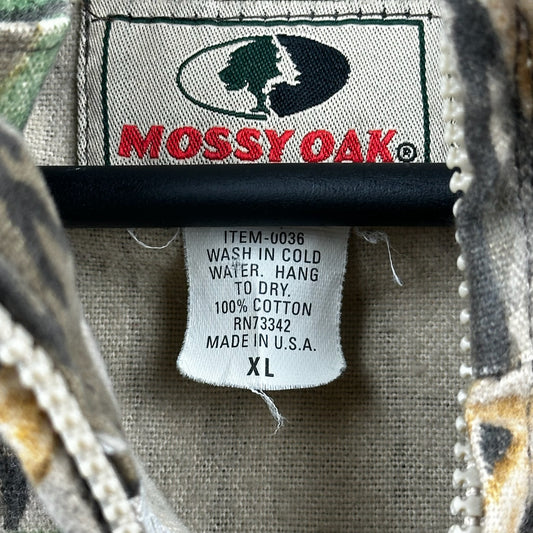 MOSSY OAK®
ITEM-0036
WASH IN COLD
WATER. HANG
TO DRY.
100% COTTON
RN73342
MADE IN U.S.A.
XL